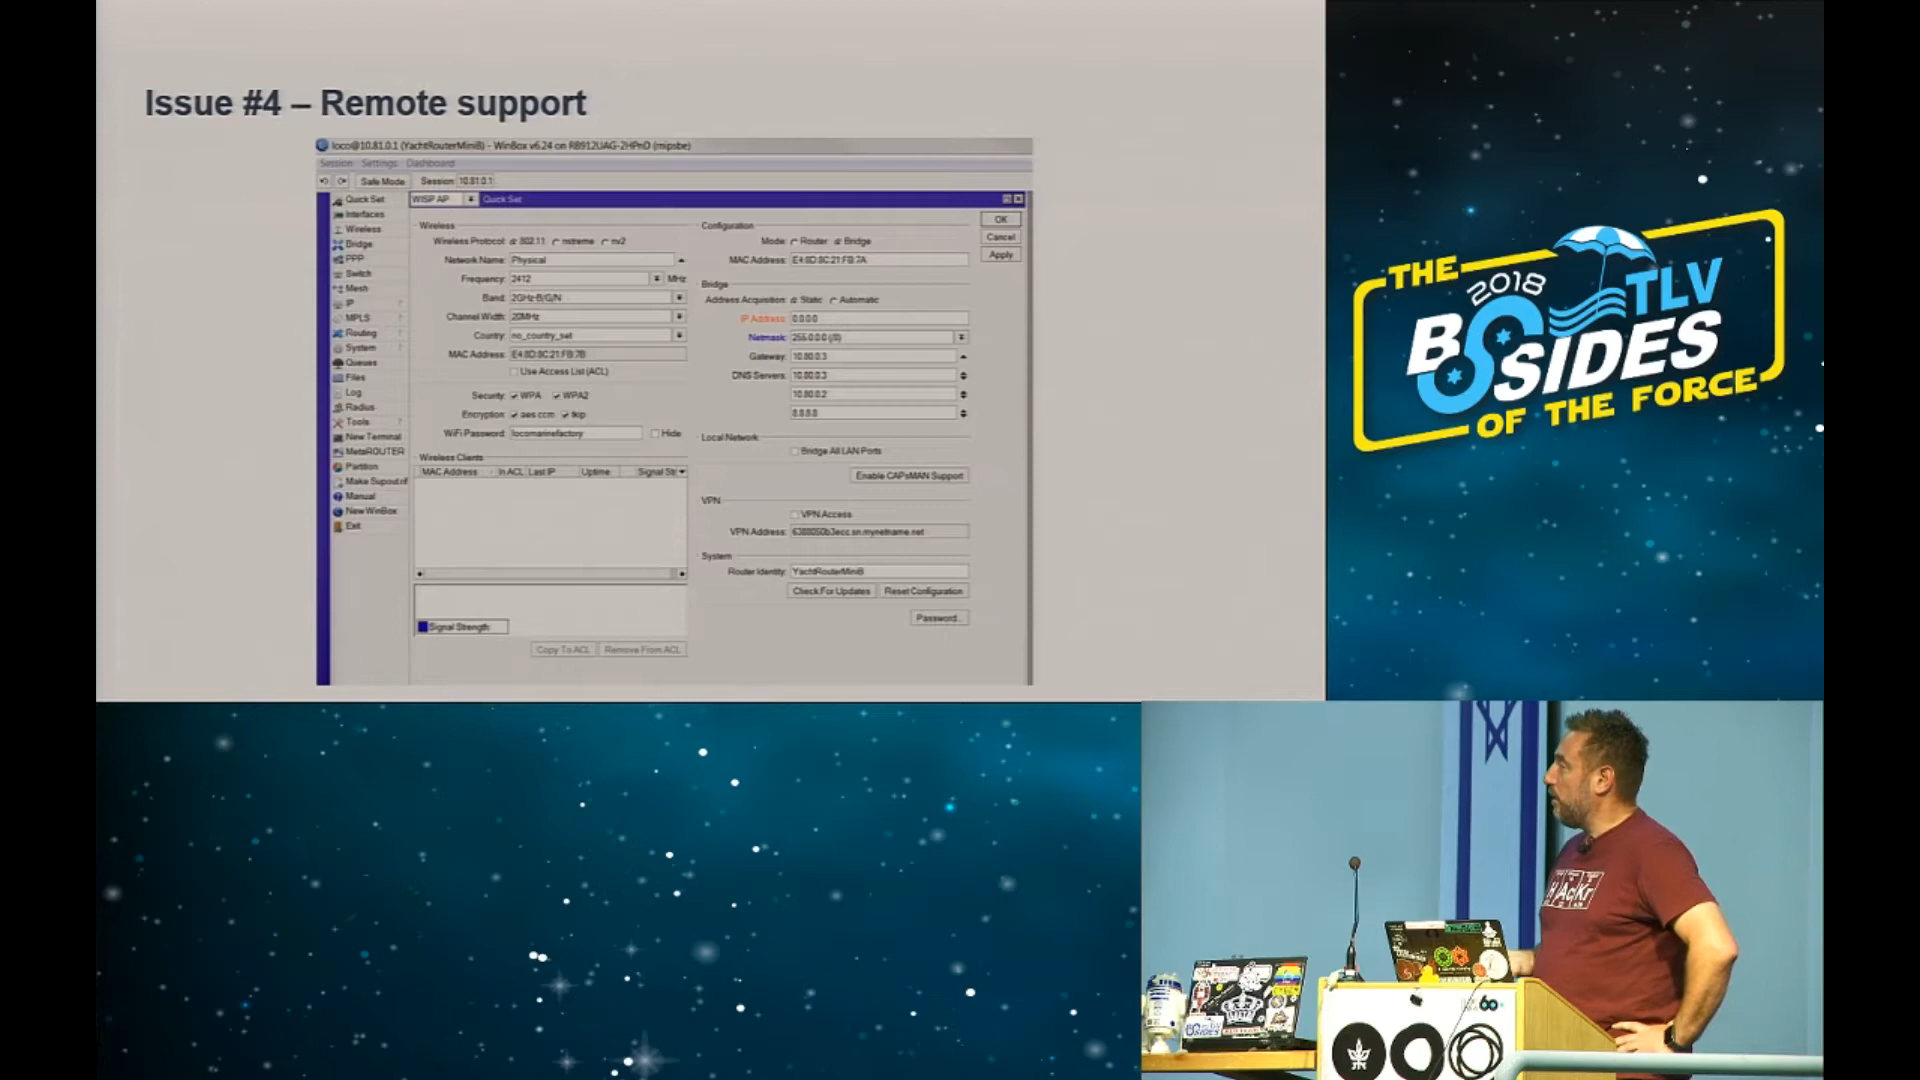 Issue #4 – Remote support
loco@10.81.0.1 (YachtRouterMiniB) - WinBox v6.24 on RB912UAG-2HPnD (mipsbe)
Session Settings Dashboard
Safe Mode Session: 10.81.0.1
Quick Set
Interfaces
Wireless
Bridge
PPP
Switch
Mesh
IP
MPLS
Routing
System
Queues
Files
Log
Radius
Tools
New Terminal
MetaROUTER
Partition
Make Supout.rif
Manual
New WinBox
Exit
WISP AP Quick Set
Wireless
Wireless Protocol: 802.11 nstreme nv2
Network Name: Physical
Frequency: 2412 MHz
Band: 2GHz-B/G/N
Channel Width: 20MHz
Country: no_country_set
MAC Address: E4:8D:8C:21:FB:7B
Use Access List (ACL)
Security: WPA WPA2
Encryption: aes ccm tkip
WiFi Password: locomarinefactory Hide
Wireless Clients
MAC Address In ACL Last IP Uptime Signal Str
Signal Strength:
Copy To ACL Remove From ACL
Configuration
Mode: Router Bridge
MAC Address: E4:8D:8C:21:FB:7A
Bridge
Address Acquisition: Static Automatic
IP Address: 0.0.0.0
Netmask: 255.0.0.0 (/8)
Gateway: 10.80.0.3
DNS Servers: 10.80.0.3
10.80.0.2
8.8.8.8
Local Network
Bridge All LAN Ports
Enable CAPsMAN Support
VPN
VPN Access
VPN Address: 6388050b3ecc.sn.mynetname.net
System
Router Identity: YachtRouterMiniB
Check For Updates Reset Configuration
Password...
OK
Cancel
Apply
THE
2018 TLV
BSIDES
OF THE FORCE
HAcKr
60